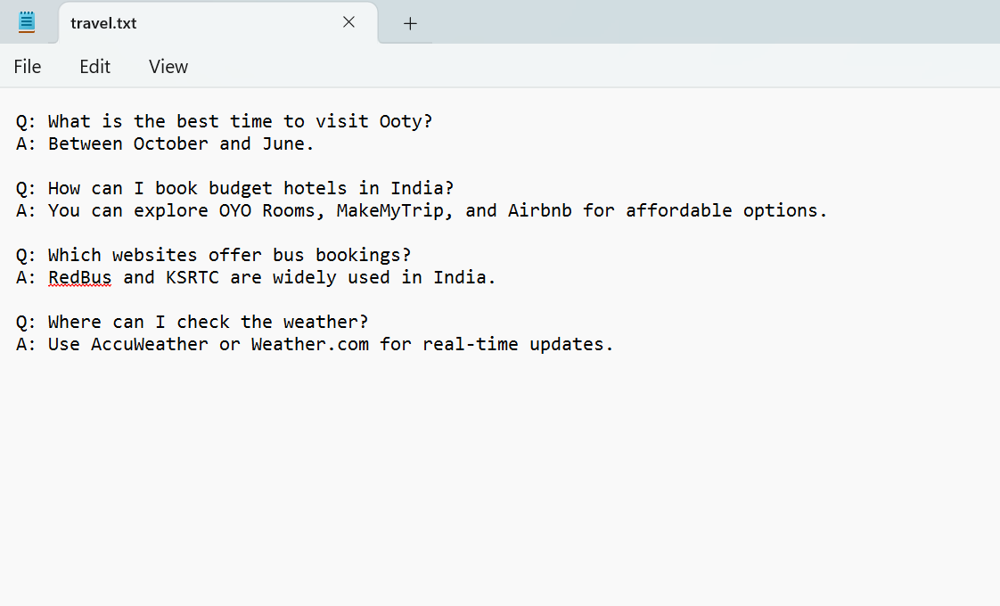 travel.txt
File Edit View
Q: What is the best time to visit Ooty?
A: Between October and June.
Q: How can I book budget hotels in India?
A: You can explore OYO Rooms, MakeMyTrip, and Airbnb for affordable options.
Q: Which websites offer bus bookings?
A: RedBus and KSRTC are widely used in India.
Q: Where can I check the weather?
A: Use AccuWeather or Weather.com for real-time updates.